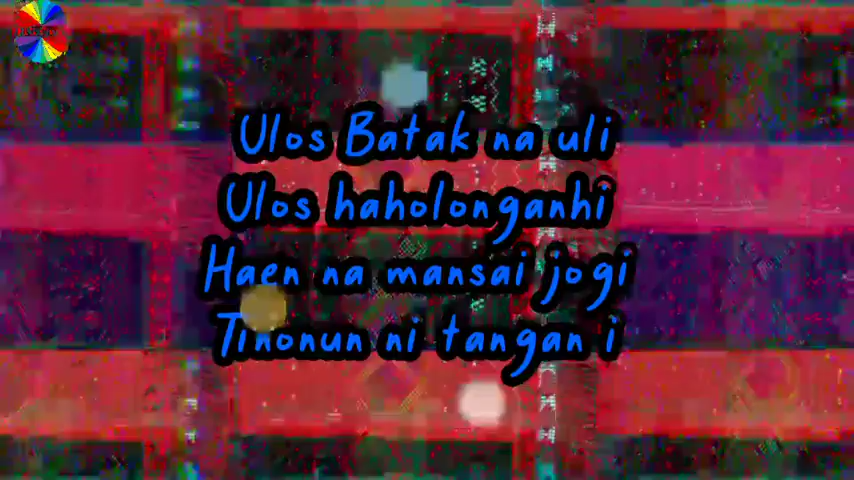 Ulos Batak na uli
Ulos haholonganhi
Haen na mansai jogi
Tinonun ni tangan i